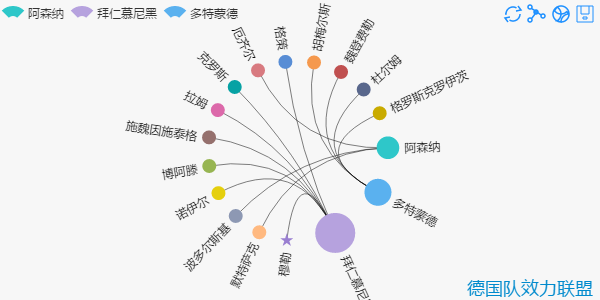 阿森纳 拜仁慕尼黑 多特蒙德
厄齐尔
格策
胡梅尔斯
魏登费勒
杜尔姆
格罗斯克罗伊茨
阿森纳
多特蒙德
拜仁慕尼
穆勒
默特萨克
波多尔斯基
诺伊尔
博阿滕
施魏因施泰格
拉姆
克罗斯
德国队效力联盟